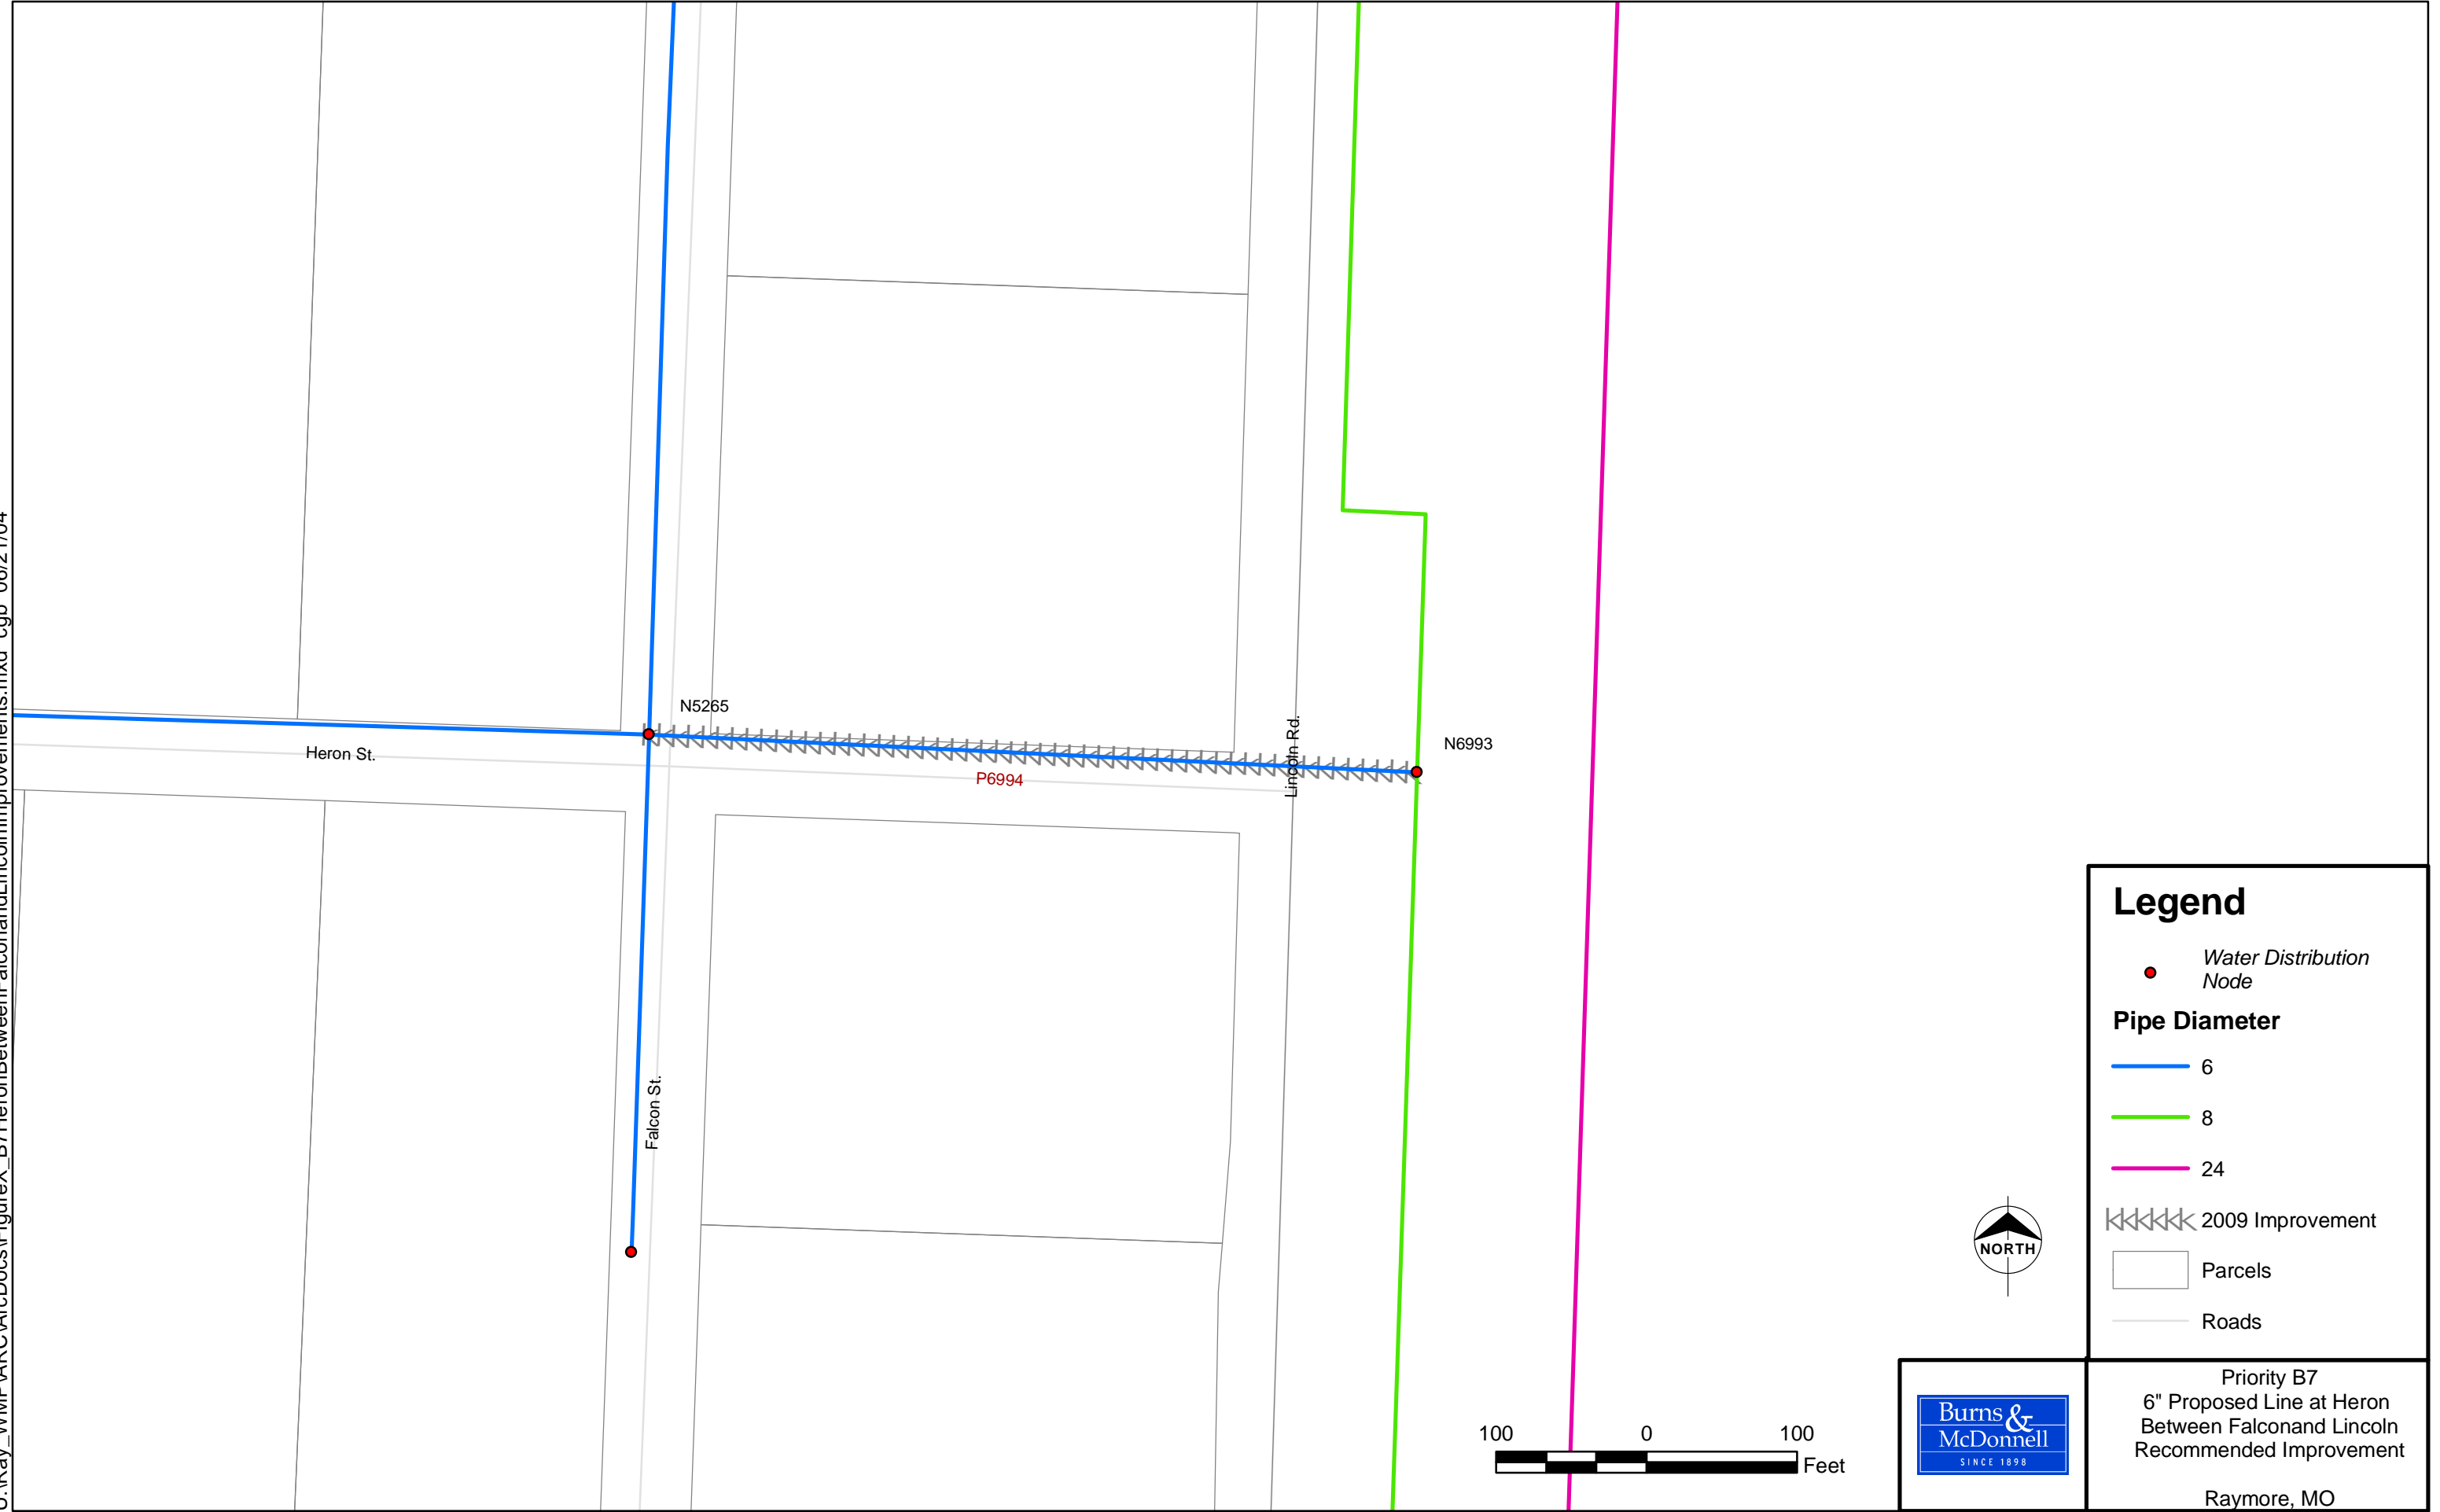 N5265
N6993
Heron St.
P6994
Lincoln Rd.
Falcon St.
Legend
Water Distribution
Node
Pipe Diameter
6
8
24
2009 Improvement
Parcels
Roads
NORTH
100 0 100
Feet
Burns &
McDonnell
SINCE 1898
Priority B7
6" Proposed Line at Heron
Between Falconand Lincoln
Recommended Improvement
Raymore, MO